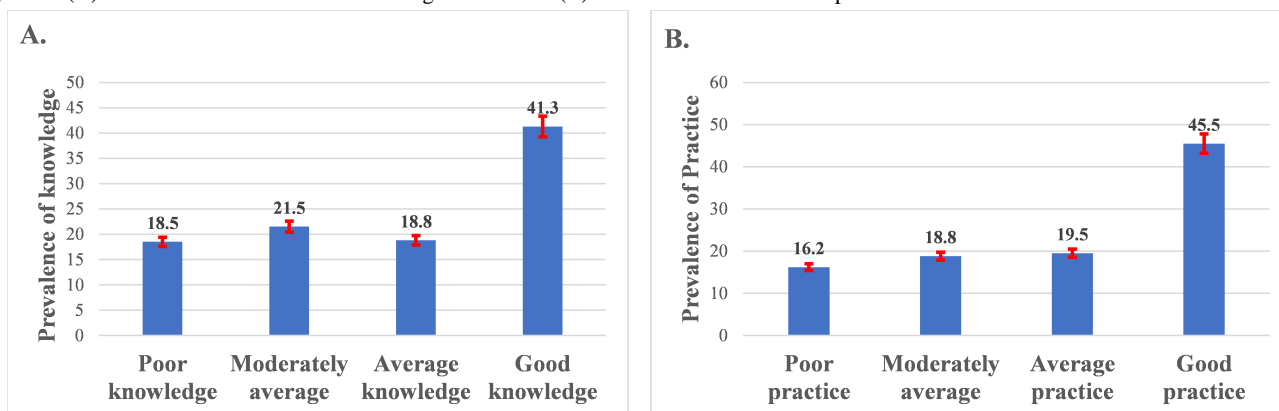 A.
Prevalence of knowledge
50
45
40
35
30
25
20
15
10
5
0
18.5
21.5
18.8
41.3
Poor knowledge
Moderately average
Average knowledge
Good knowledge
B.
Prevalence of Practice
60
50
40
30
20
10
0
16.2
18.8
19.5
45.5
Poor practice
Moderately average
Average practice
Good practice